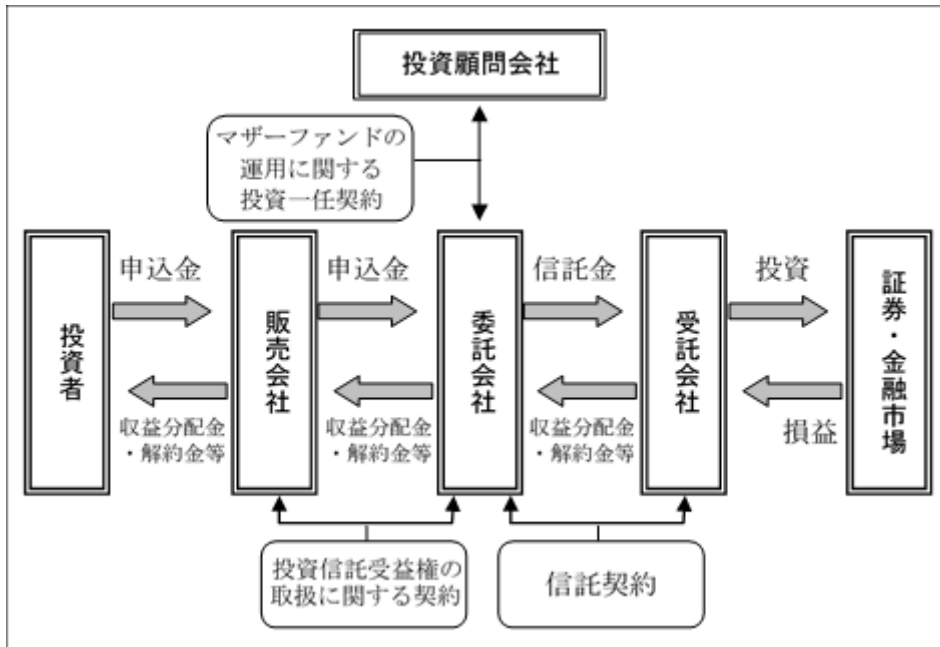 投資顧問会社
マザーファンドの
運用に関する
投資一任契約
投資者
申込金
収益分配金
・解約金等
販売会社
申込金
収益分配金
・解約金等
委託会社
信託金
収益分配金
・解約金等
受託会社
投資
損益
証券・金融市場
投資信託受益権の
取扱に関する契約
信託契約